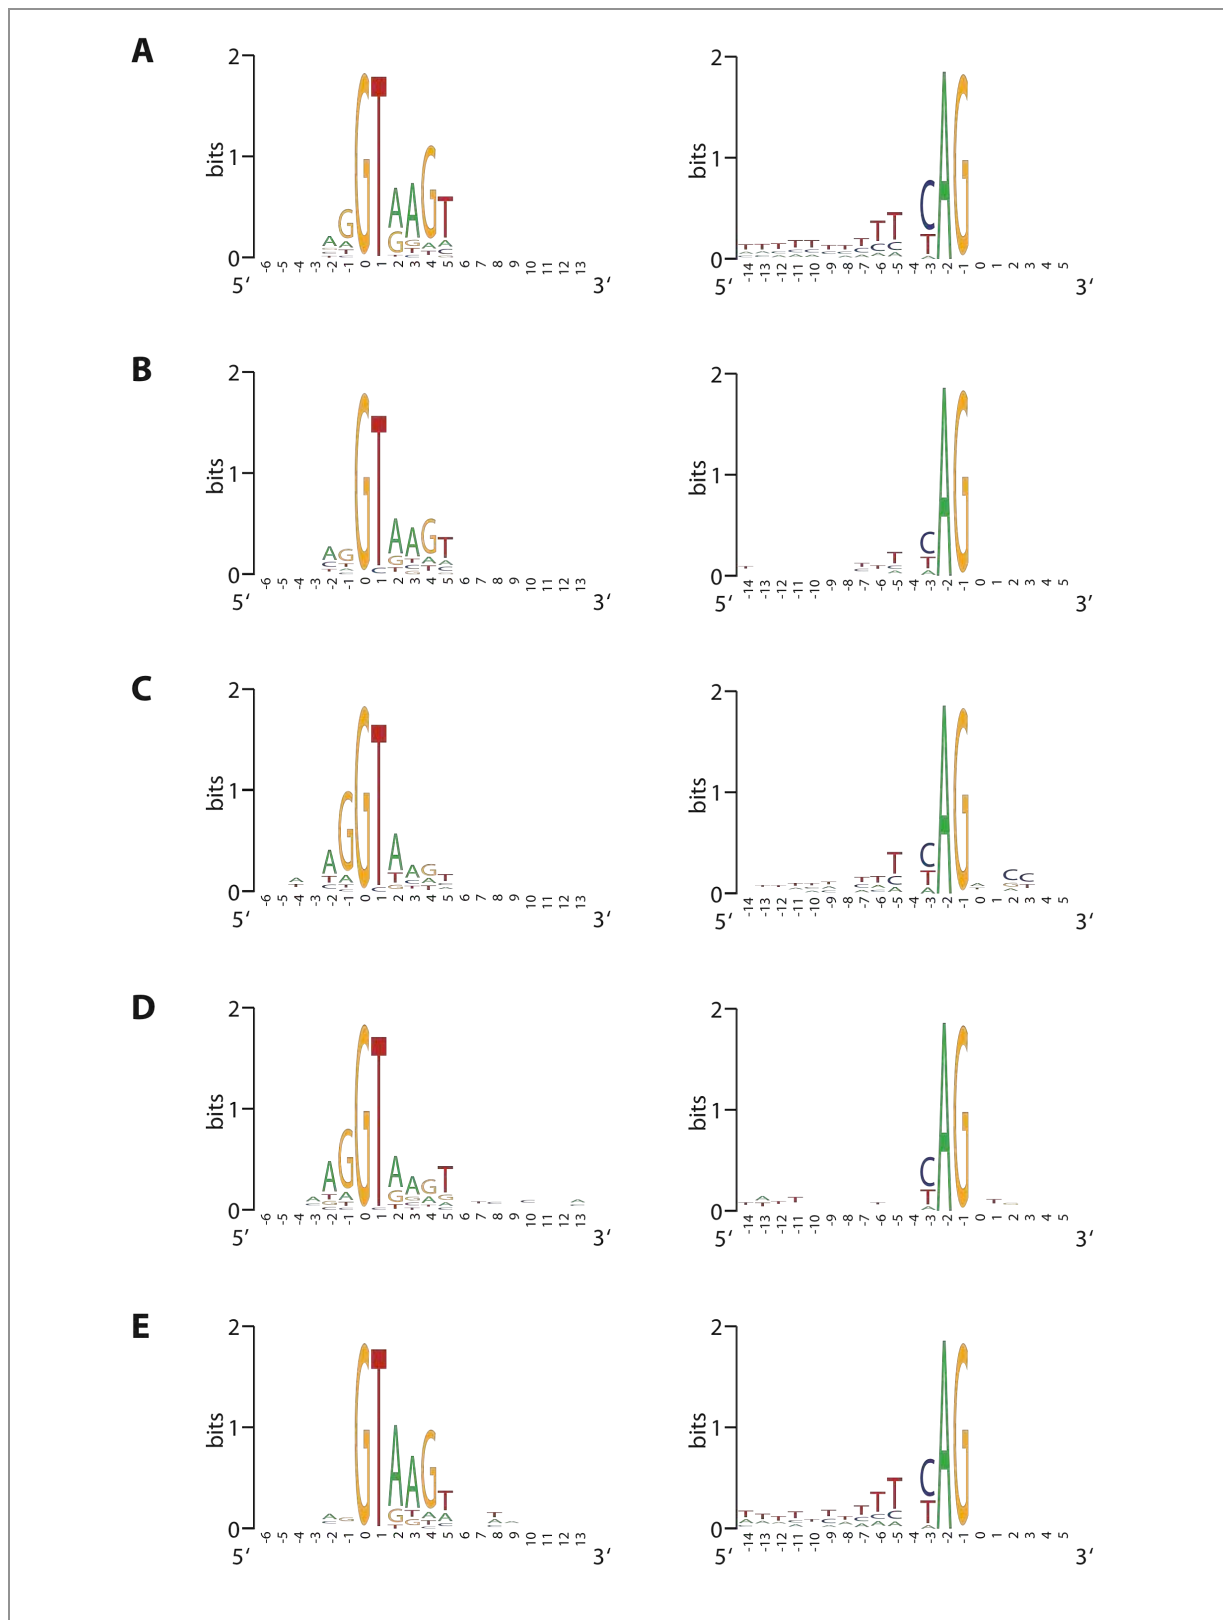 A
2
1
0
bits
-6 -5 -4 -3 -2 -1 0 1 2 3 4 5 6 7 8 9 10 11 12 13
5‘ 3‘
A G G T A G A G T
2
1
0
bits
-14 -13 -12 -11 -10 -9 -8 -7 -6 -5 -4 -3 -2 -1 0 1 2 3 4 5
5‘ 3‘
T T T T T T T T T T C T A G
B
2
1
0
bits
-6 -5 -4 -3 -2 -1 0 1 2 3 4 5 6 7 8 9 10 11 12 13
5‘ 3‘
A G G T A G A G T
2
1
0
bits
-14 -13 -12 -11 -10 -9 -8 -7 -6 -5 -4 -3 -2 -1 0 1 2 3 4 5
5‘ 3‘
T C T A G
C
2
1
0
bits
-6 -5 -4 -3 -2 -1 0 1 2 3 4 5 6 7 8 9 10 11 12 13
5‘ 3‘
A G G T A A G T
2
1
0
bits
-14 -13 -12 -11 -10 -9 -8 -7 -6 -5 -4 -3 -2 -1 0 1 2 3 4 5
5‘ 3‘
T C C T A G C C
D
2
1
0
bits
-6 -5 -4 -3 -2 -1 0 1 2 3 4 5 6 7 8 9 10 11 12 13
5‘ 3‘
A G G T A G A G T
2
1
0
bits
-14 -13 -12 -11 -10 -9 -8 -7 -6 -5 -4 -3 -2 -1 0 1 2 3 4 5
5‘ 3‘
C T A G
E
2
1
0
bits
-6 -5 -4 -3 -2 -1 0 1 2 3 4 5 6 7 8 9 10 11 12 13
5‘ 3‘
A G G T A G A G T
2
1
0
bits
-14 -13 -12 -11 -10 -9 -8 -7 -6 -5 -4 -3 -2 -1 0 1 2 3 4 5
5‘ 3‘
T T T C T A G